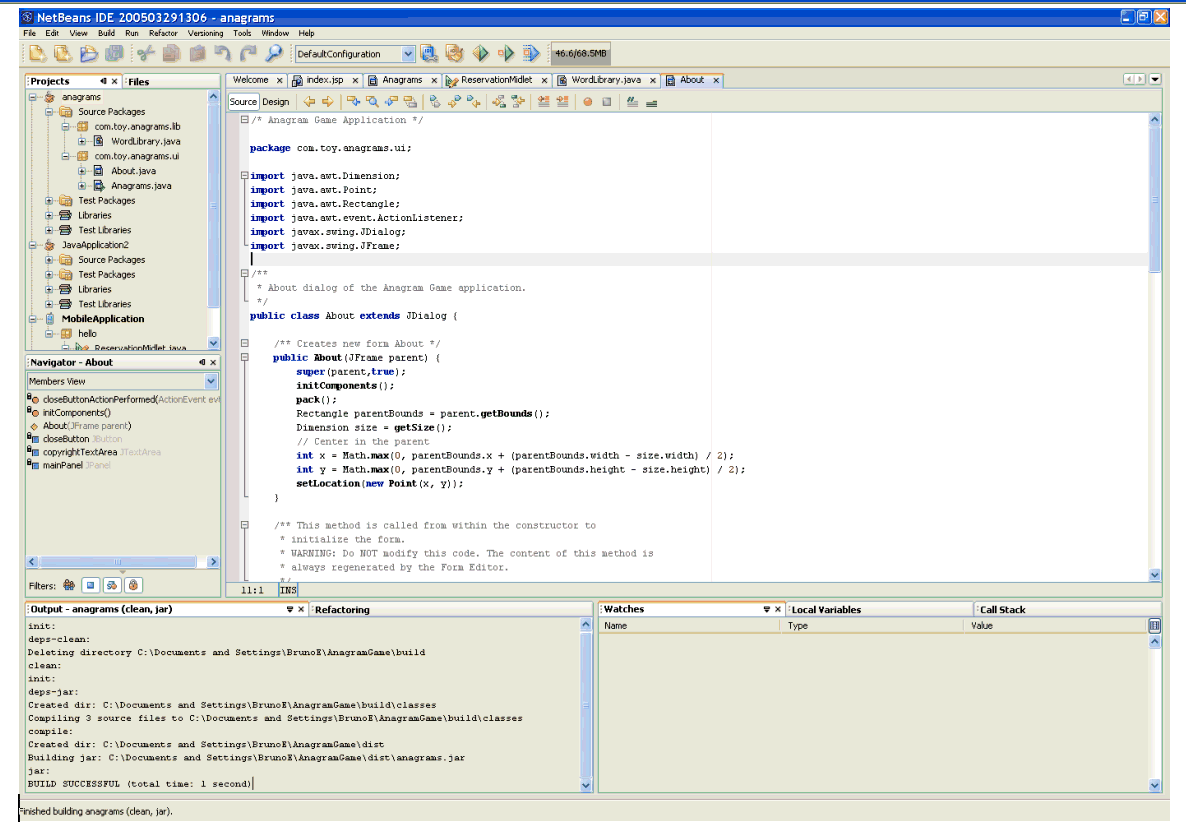 NetBeans IDE 200503291306 - anagrams
File Edit View Build Run Refactor Versioning Tools Window Help
DefaultConfiguration
46.6/68.5MB
Projects
Files
anagrams
Source Packages
com.toy.anagrams.lib
WordLibrary.java
com.toy.anagrams.ui
About.java
Anagrams.java
Test Packages
Libraries
Test Libraries
JavaApplication2
Source Packages
Test Packages
Libraries
Test Libraries
MobileApplication
hello
ReservationMidlet.java
Navigator - About
Members View
closeButtonActionPerformed(ActionEvent evt
initComponents()
About(JFrame parent)
closeButton JButton
copyrightTextArea JTextArea
mainPanel JPanel
Filters:
Welcome x index.jsp x Anagrams x ReservationMidlet x WordLibrary.java x About x
Source Design
/* Anagram Game Application */
package com.toy.anagrams.ui;
import java.awt.Dimension;
import java.awt.Point;
import java.awt.Rectangle;
import java.awt.event.ActionListener;
import javax.swing.JDialog;
import javax.swing.JFrame;
/**
* About dialog of the Anagram Game application.
*/
public class About extends JDialog {
/** Creates new form About */
public About(JFrame parent) {
super(parent,true);
initComponents();
pack();
Rectangle parentBounds = parent.getBounds();
Dimension size = getSize();
// Center in the parent
int x = Math.max(0, parentBounds.x + (parentBounds.width - size.width) / 2);
int y = Math.max(0, parentBounds.y + (parentBounds.height - size.height) / 2);
setLocation(new Point(x, y));
}
/** This method is called from within the constructor to
* initialize the form.
* WARNING: Do NOT modify this code. The content of this method is
* always regenerated by the Form Editor.
*/
11:1 INS
Output - anagrams (clean, jar)
Refactoring
init:
deps-clean:
Deleting directory C:\Documents and Settings\BrunoE\AnagramGame\build
clean:
init:
deps-jar:
Created dir: C:\Documents and Settings\BrunoE\AnagramGame\build\classes
Compiling 3 source files to C:\Documents and Settings\BrunoE\AnagramGame\build\classes
compile:
Created dir: C:\Documents and Settings\BrunoE\AnagramGame\dist
Building jar: C:\Documents and Settings\BrunoE\AnagramGame\dist\anagrams.jar
jar:
BUILD SUCCESSFUL (total time: 1 second)
Watches
Local Variables
Call Stack
Name Type Value
Finished building anagrams (clean, jar).